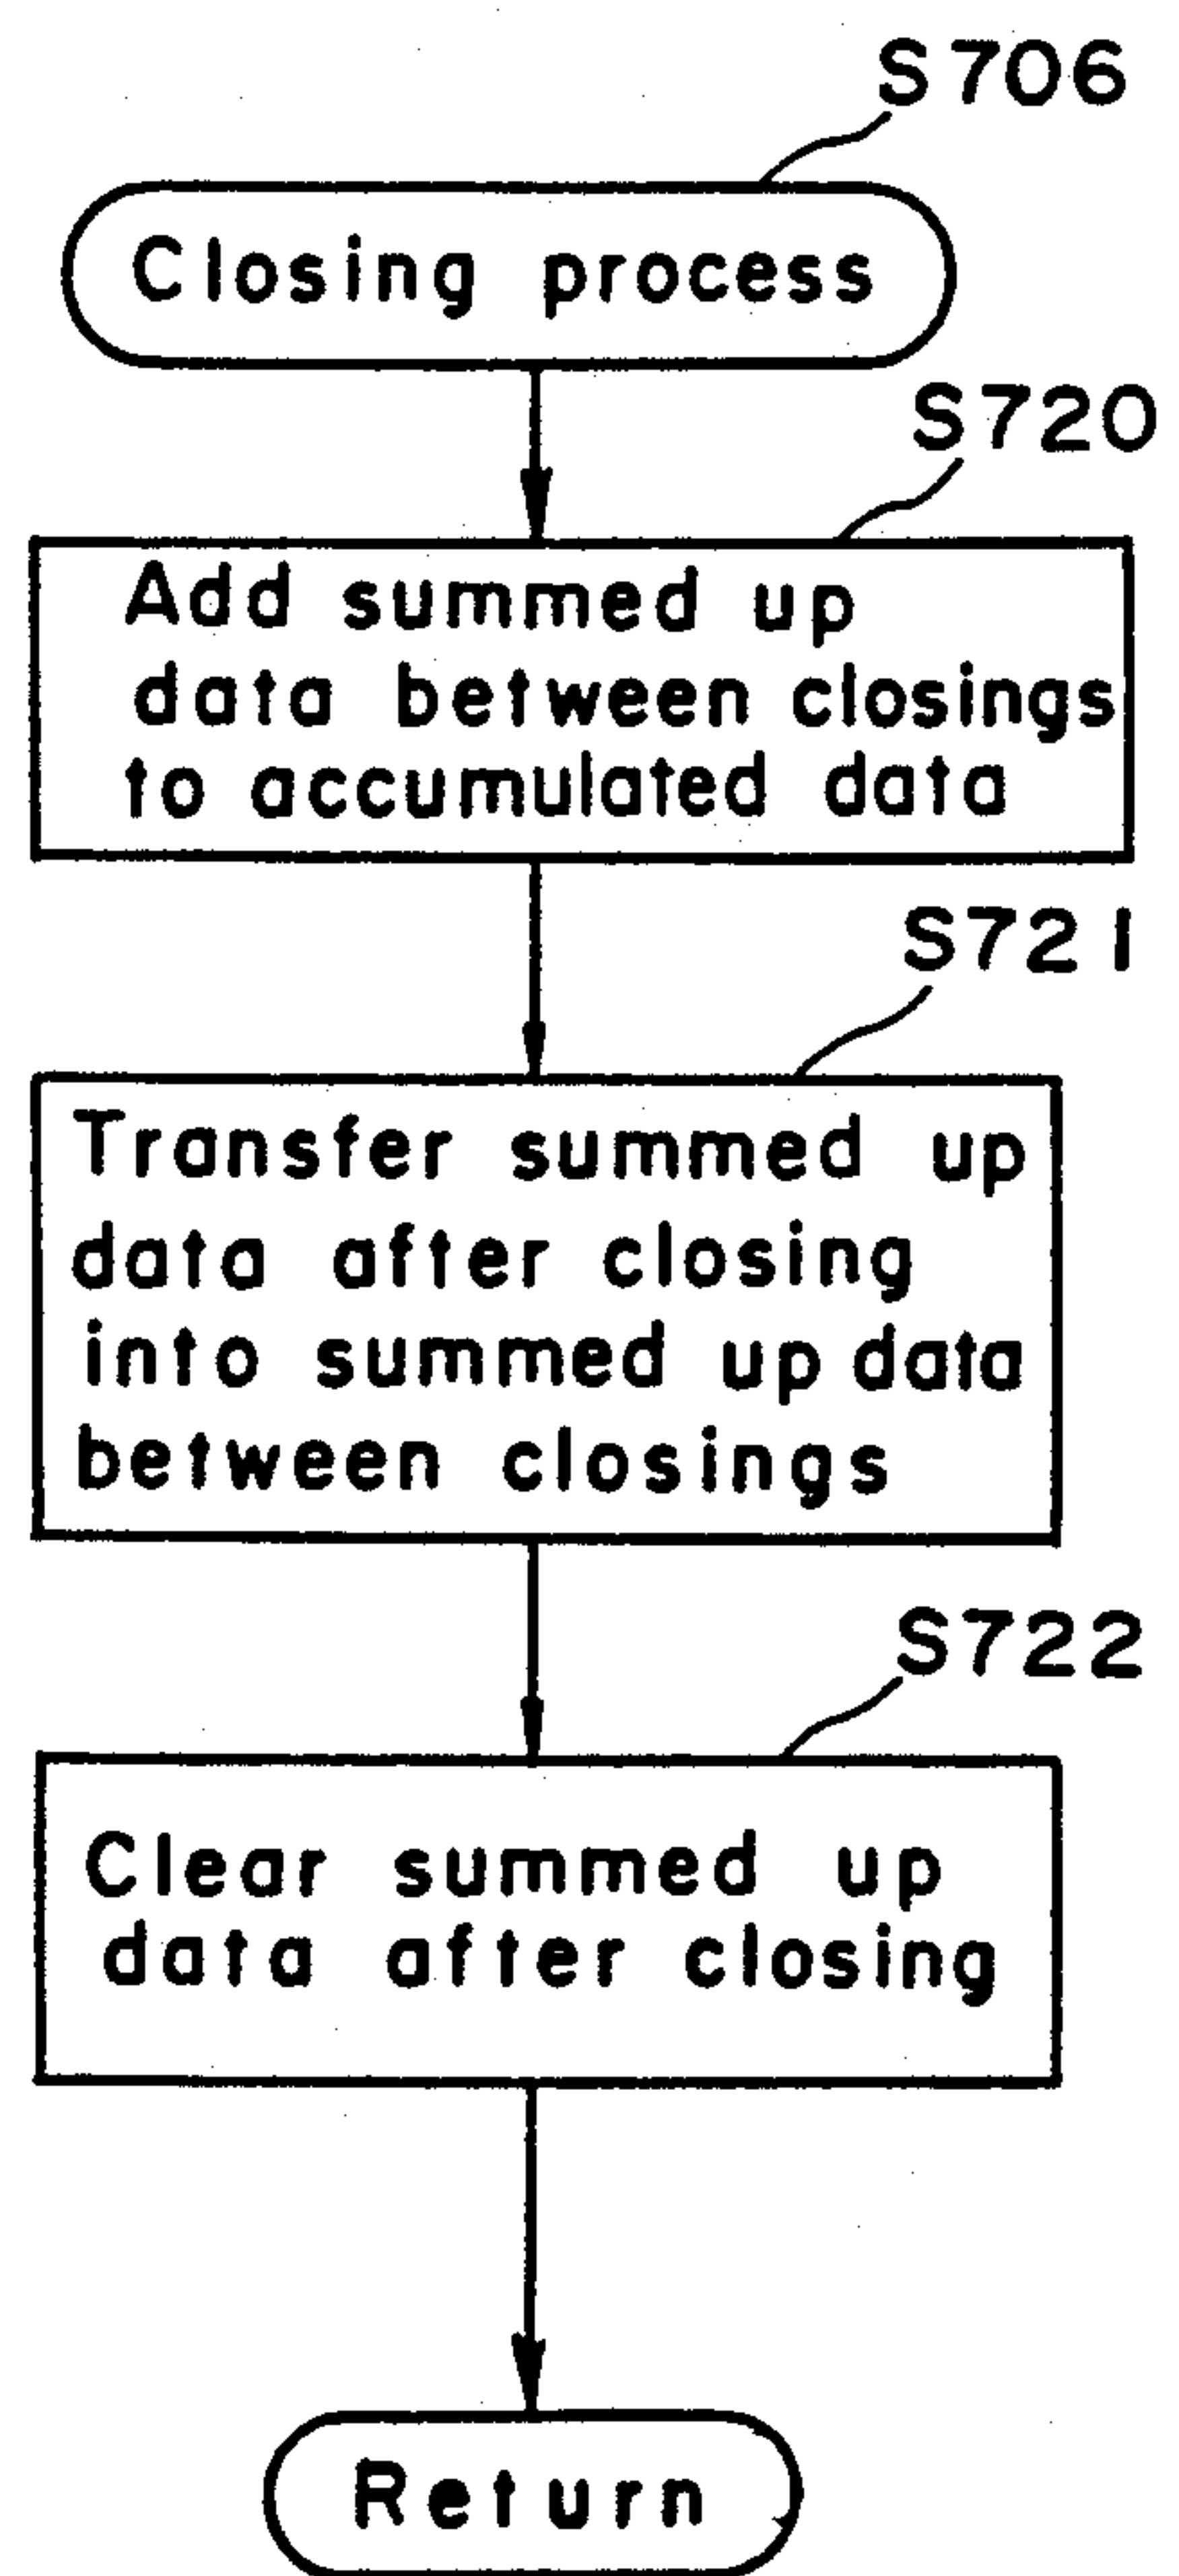 S706
Closing process
S720
Add summed up
data between closings
to accumulated data
S721
Transfer summed up
data after closing
into summed up data
between closings
S722
Clear summed up
data after closing
Return